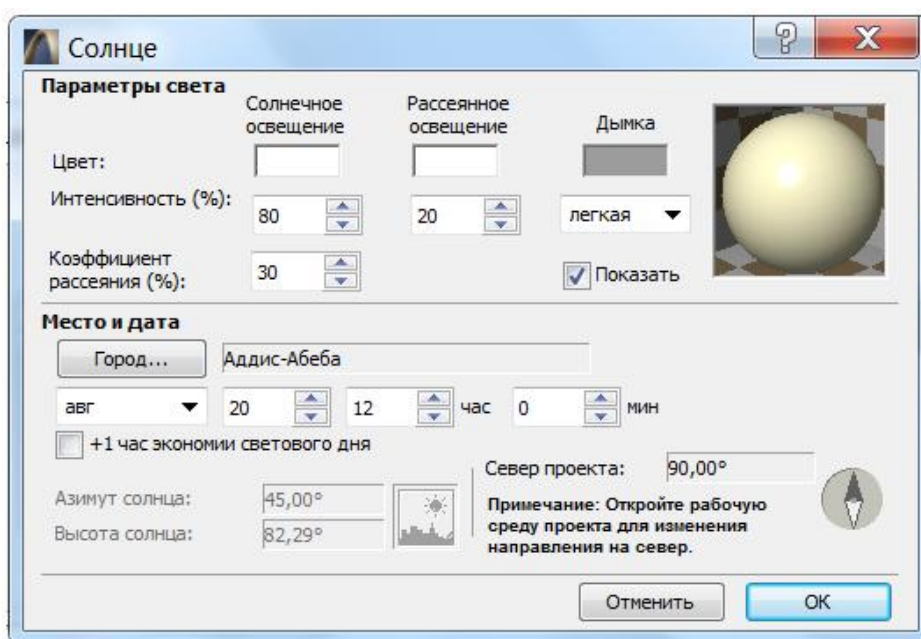 Солнце
Параметры света
Солнечное освещение
Рассеянное освещение
Дымка
Цвет:
Интенсивность (%):
80
20
легкая
Коэффициент
рассеяния (%):
30
Показать
Место и дата
Город...
Аддис-Абеба
авг
20
12
час
0
мин
+1 час экономии светового дня
Север проекта:
90,00°
Азимут солнца:
45,00°
Высота солнца:
82,29°
Примечание: Откройте рабочую
среду проекта для изменения
направления на север.
Отменить
OK